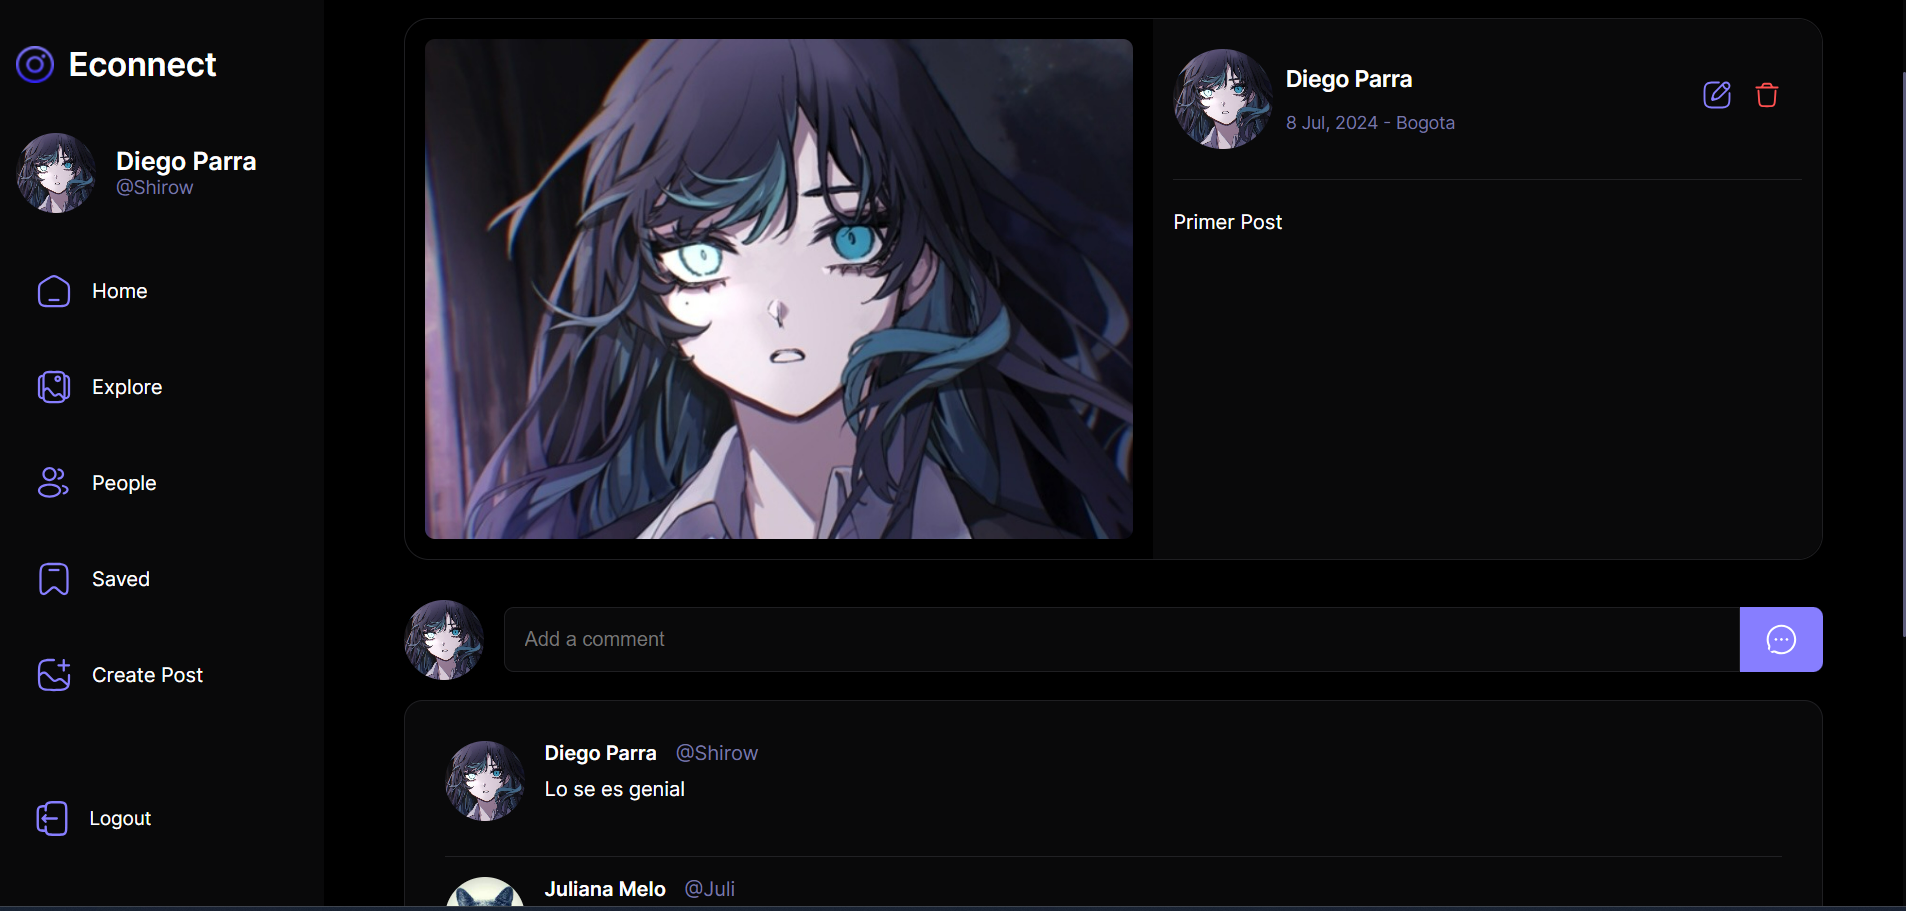 Econnect
Diego Parra
@Shirow
Home
Explore
People
Saved
Create Post
Logout
Diego Parra
8 Jul, 2024 - Bogota
Primer Post
Add a comment
Diego Parra @Shirow
Lo se es genial
Juliana Melo @Juli